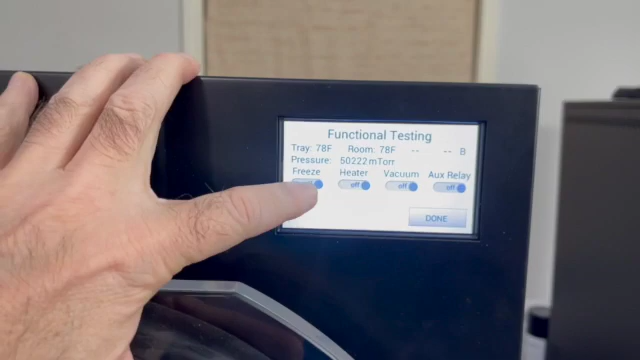 Functional Testing
Tray: 78F Room: 78F -- -- B
Pressure: 50222 mTorr
Freeze Heater Vacuum Aux Relay
off off off
DONE